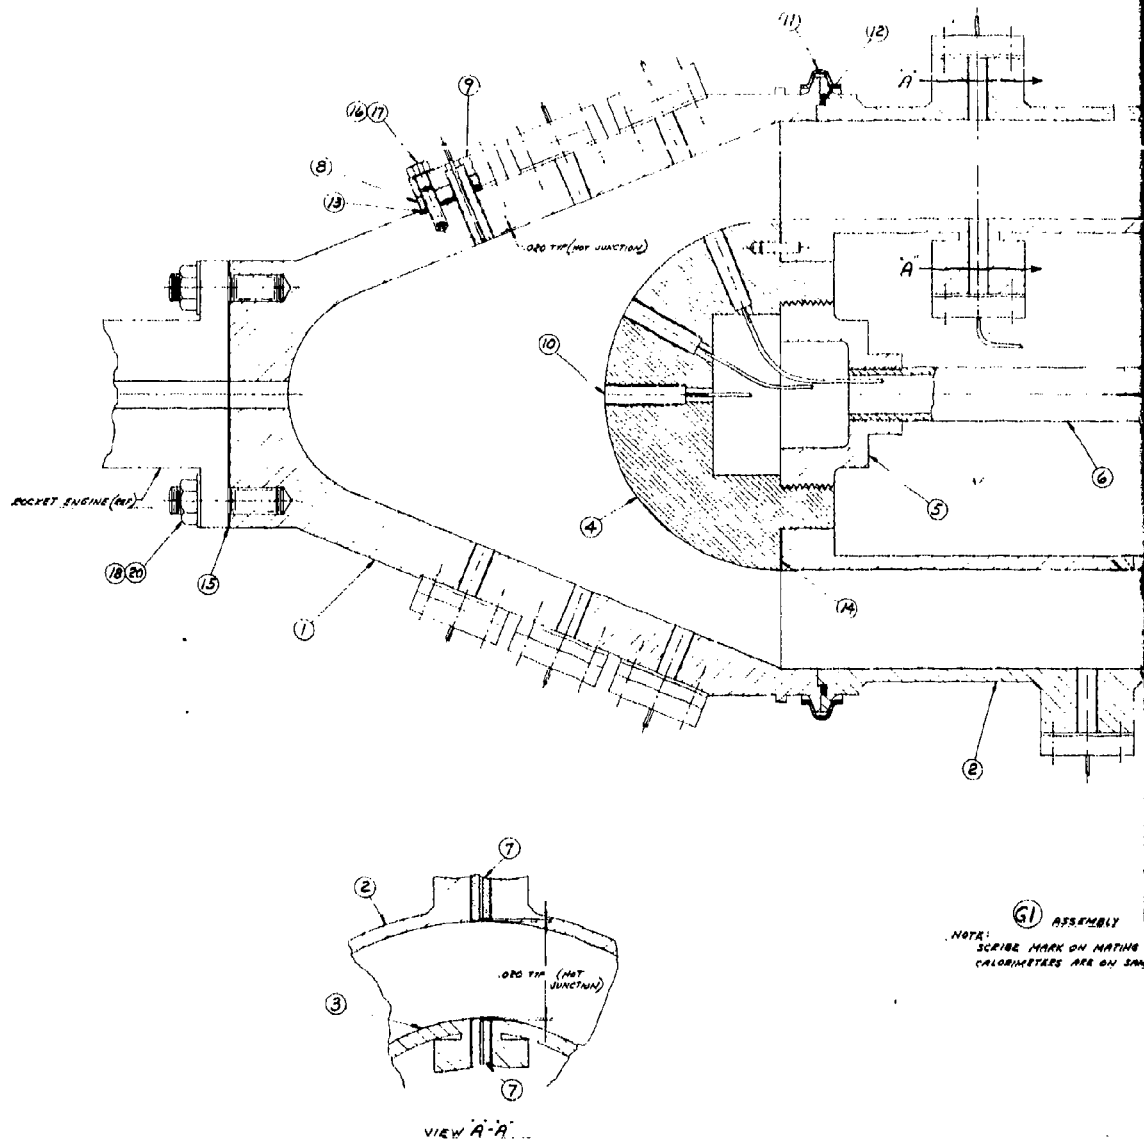 (11)
(12)
"A"
(9)
(16) (17)
(8)
(13)
.020 TYP (HOT JUNCTION)
"A"
(10)
(6)
ROCKET ENGINE (REF)
(5)
(4)
(18) (20)
(15)
(14)
(1)
(2)
(7)
(2)
G1 ASSEMBLY
NOTE:
SCRIBE MARK ON MATING
CALORIMETERS ARE ON SAM
.020 TYP (HOT
JUNCTION)
(3)
(7)
VIEW "A-A"